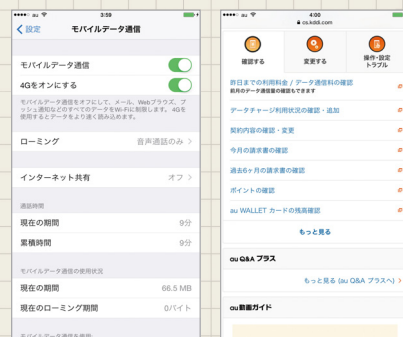 ●●●●○ au 3:59
設定 モバイルデータ通信
モバイルデータ通信
4Gをオンにする
モバイルデータ通信をオフにして、メール、Webブラウズ、プ
ッシュ通知などのすべてのデータをWi-Fiに制限します。 4Gを
使用するとデータをより速く読み込めます。
ローミング 音声通話のみ >
インターネット共有 オフ >
通話時間
現在の期間 9分
累積時間 9分
モバイルデータ通信の使用状況
現在の期間 66.5 MB
現在のローミング期間 0バイト
モバイルデータ通信を使用:
●●●●○ au 4:00
cs.kddi.com
確認する
変更する
操作・設定
トラブル
昨日までの利用料金 / データ通信料の確認
前月のデータ通信量の確認もできます
データチャージ利用状況の確認・追加
契約内容の確認・変更
今月の請求書の確認
過去6ヶ月の請求書の確認
ポイントの確認
au WALLET カードの残高確認
もっと見る
au Q&A プラス
もっと見る (au Q&A プラスへ) >
au 動画ガイド